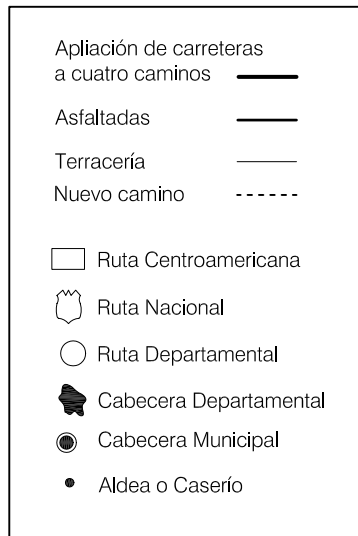 Apliación de carreteras
a cuatro caminos
Asfaltadas
Terracería
Nuevo camino
Ruta Centroamericana
Ruta Nacional
Ruta Departamental
Cabecera Departamental
Cabecera Municipal
Aldea o Caserío